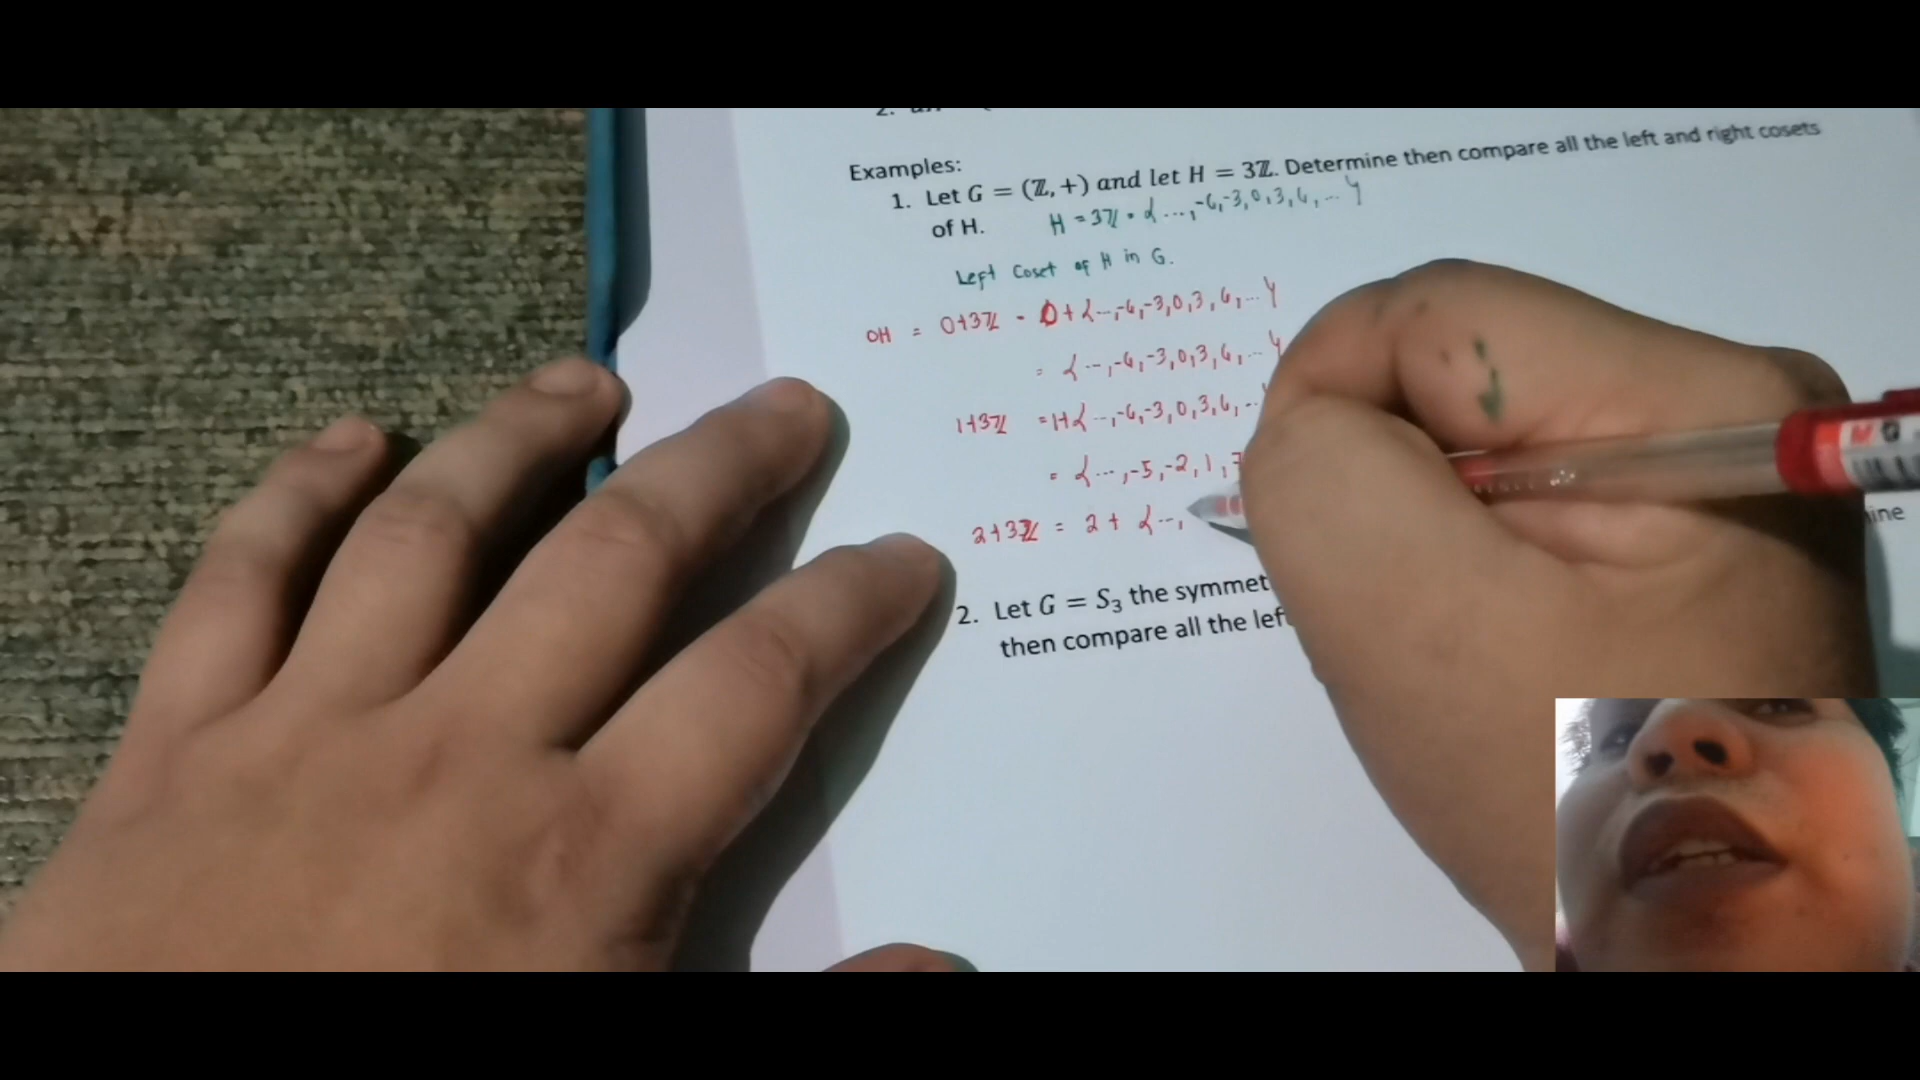 Examples:
1. Let G = (ℤ, +) and let H = 3ℤ. Determine then compare all the left and right cosets
of H. H = 3ℤ = {..., -6, -3, 0, 3, 6, ...}
Left Coset of H in G.
0H = 0+3ℤ = 0+{..., -6, -3, 0, 3, 6, ...}
= {..., -6, -3, 0, 3, 6, ...}
1+3ℤ = 1+{..., -6, -3, 0, 3, 6, ...
= {..., -5, -2, 1,
2+3ℤ = 2 + {...,
ine
2. Let G = S₃ the symmet
then compare all the lef